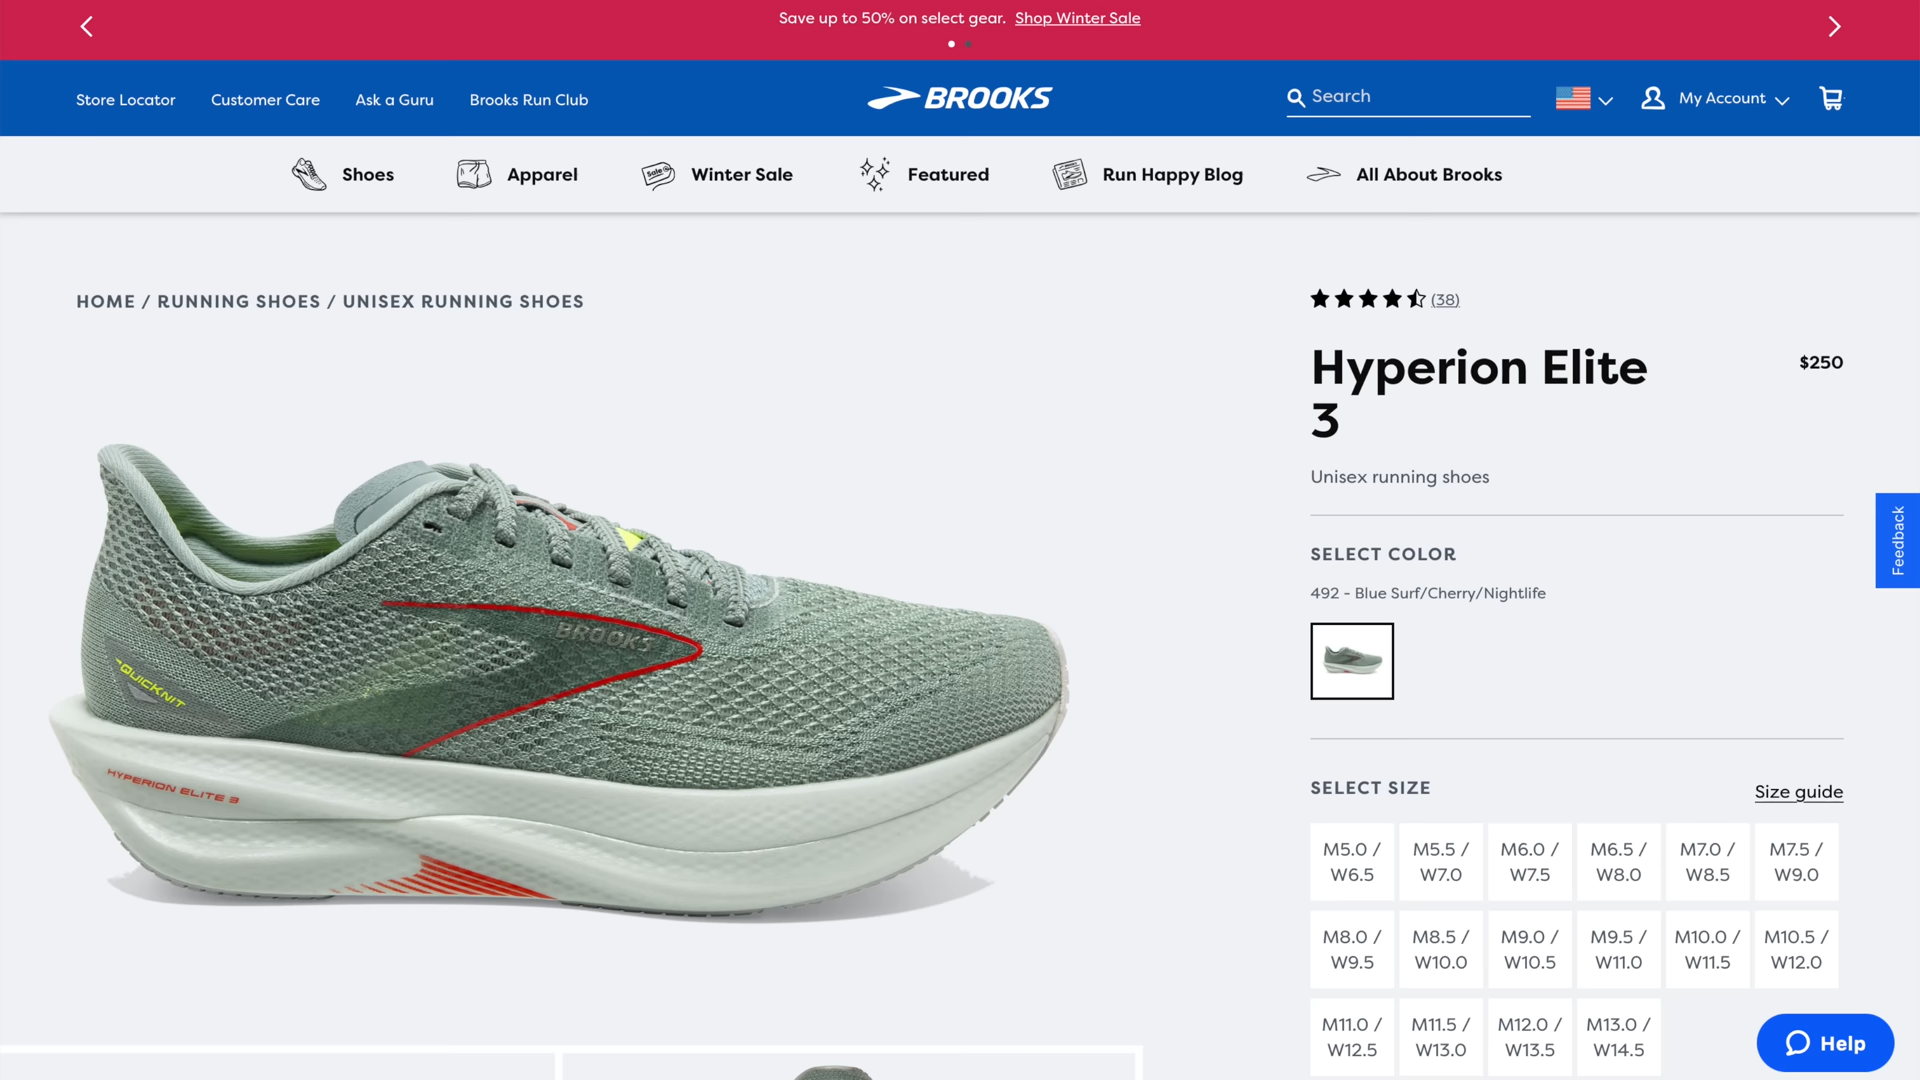 Save up to 50% on select gear. Shop Winter Sale
Store Locator
Customer Care
Ask a Guru
Brooks Run Club
BROOKS
Search
My Account
Shoes
Apparel
Sale
Winter Sale
Featured
Run Happy Blog
All About Brooks
HOME / RUNNING SHOES / UNISEX RUNNING SHOES
(38)
Hyperion Elite
3
$250
Unisex running shoes
SELECT COLOR
492 - Blue Surf/Cherry/Nightlife
Feedback
BROOKS
QUICKNIT
HYPERION ELITE 3
SELECT SIZE
Size guide
M5.0 /
W6.5
M5.5 /
W7.0
M6.0 /
W7.5
M6.5 /
W8.0
M7.0 /
W8.5
M7.5 /
W9.0
M8.0 /
W9.5
M8.5 /
W10.0
M9.0 /
W10.5
M9.5 /
W11.0
M10.0 /
W11.5
M10.5 /
W12.0
M11.0 /
W12.5
M11.5 /
W13.0
M12.0 /
W13.5
M13.0 /
W14.5
Help